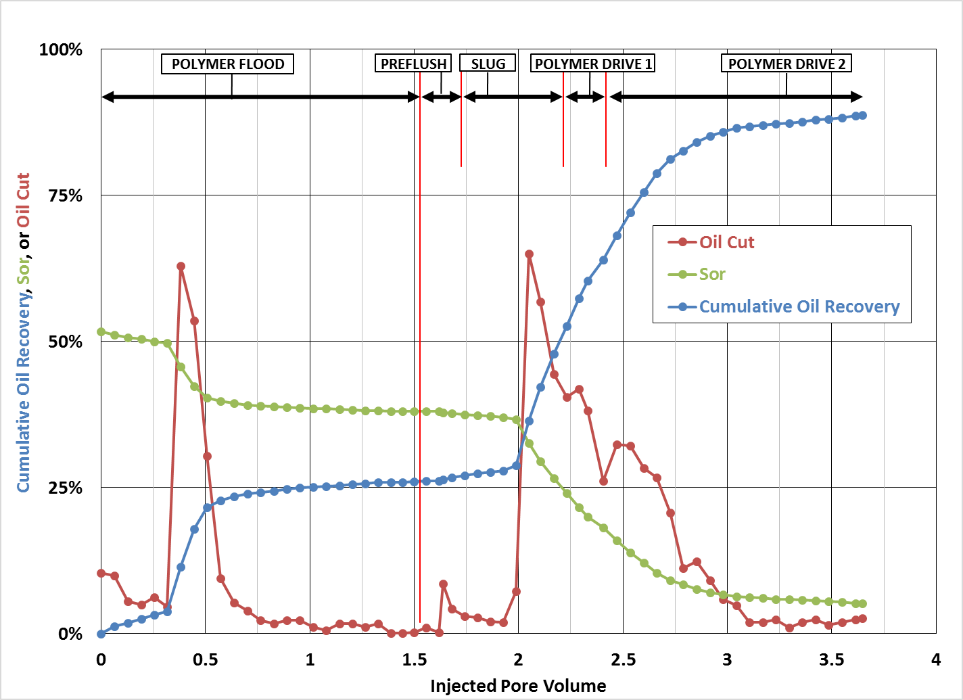 100%
75%
50%
25%
0%
Cumulative Oil Recovery, Sor, or Oil Cut
POLYMER FLOOD
PREFLUSH
SLUG
POLYMER DRIVE 1
POLYMER DRIVE 2
Oil Cut
Sor
Cumulative Oil Recovery
0 0.5 1 1.5 2 2.5 3 3.5 4
Injected Pore Volume